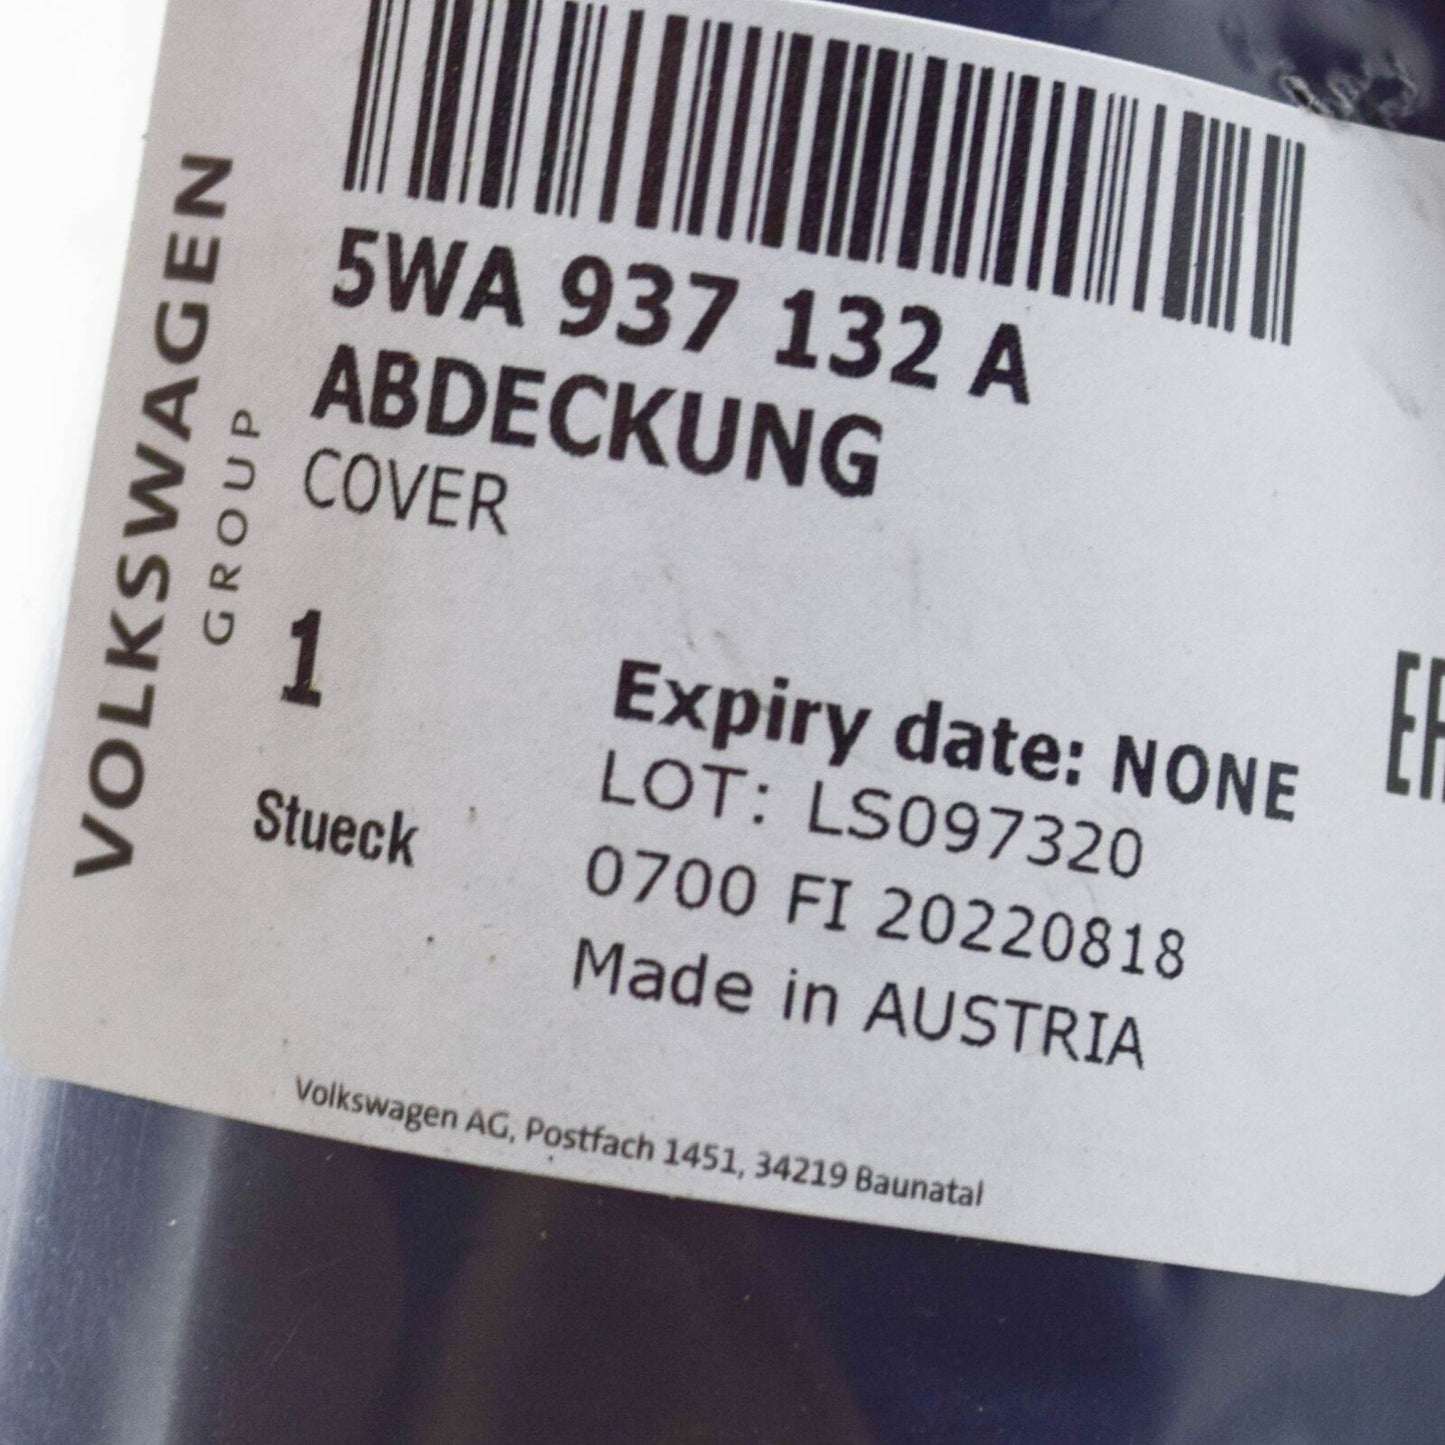 VOLKSWAGEN
GROUP
5WA 937 132 A
ABDECKUNG
COVER
1
Stueck
Expiry date: NONE
LOT: LS097320
0700 FI 20220818
Made in AUSTRIA
Volkswagen AG, Postfach 1451, 34219 Baunatal